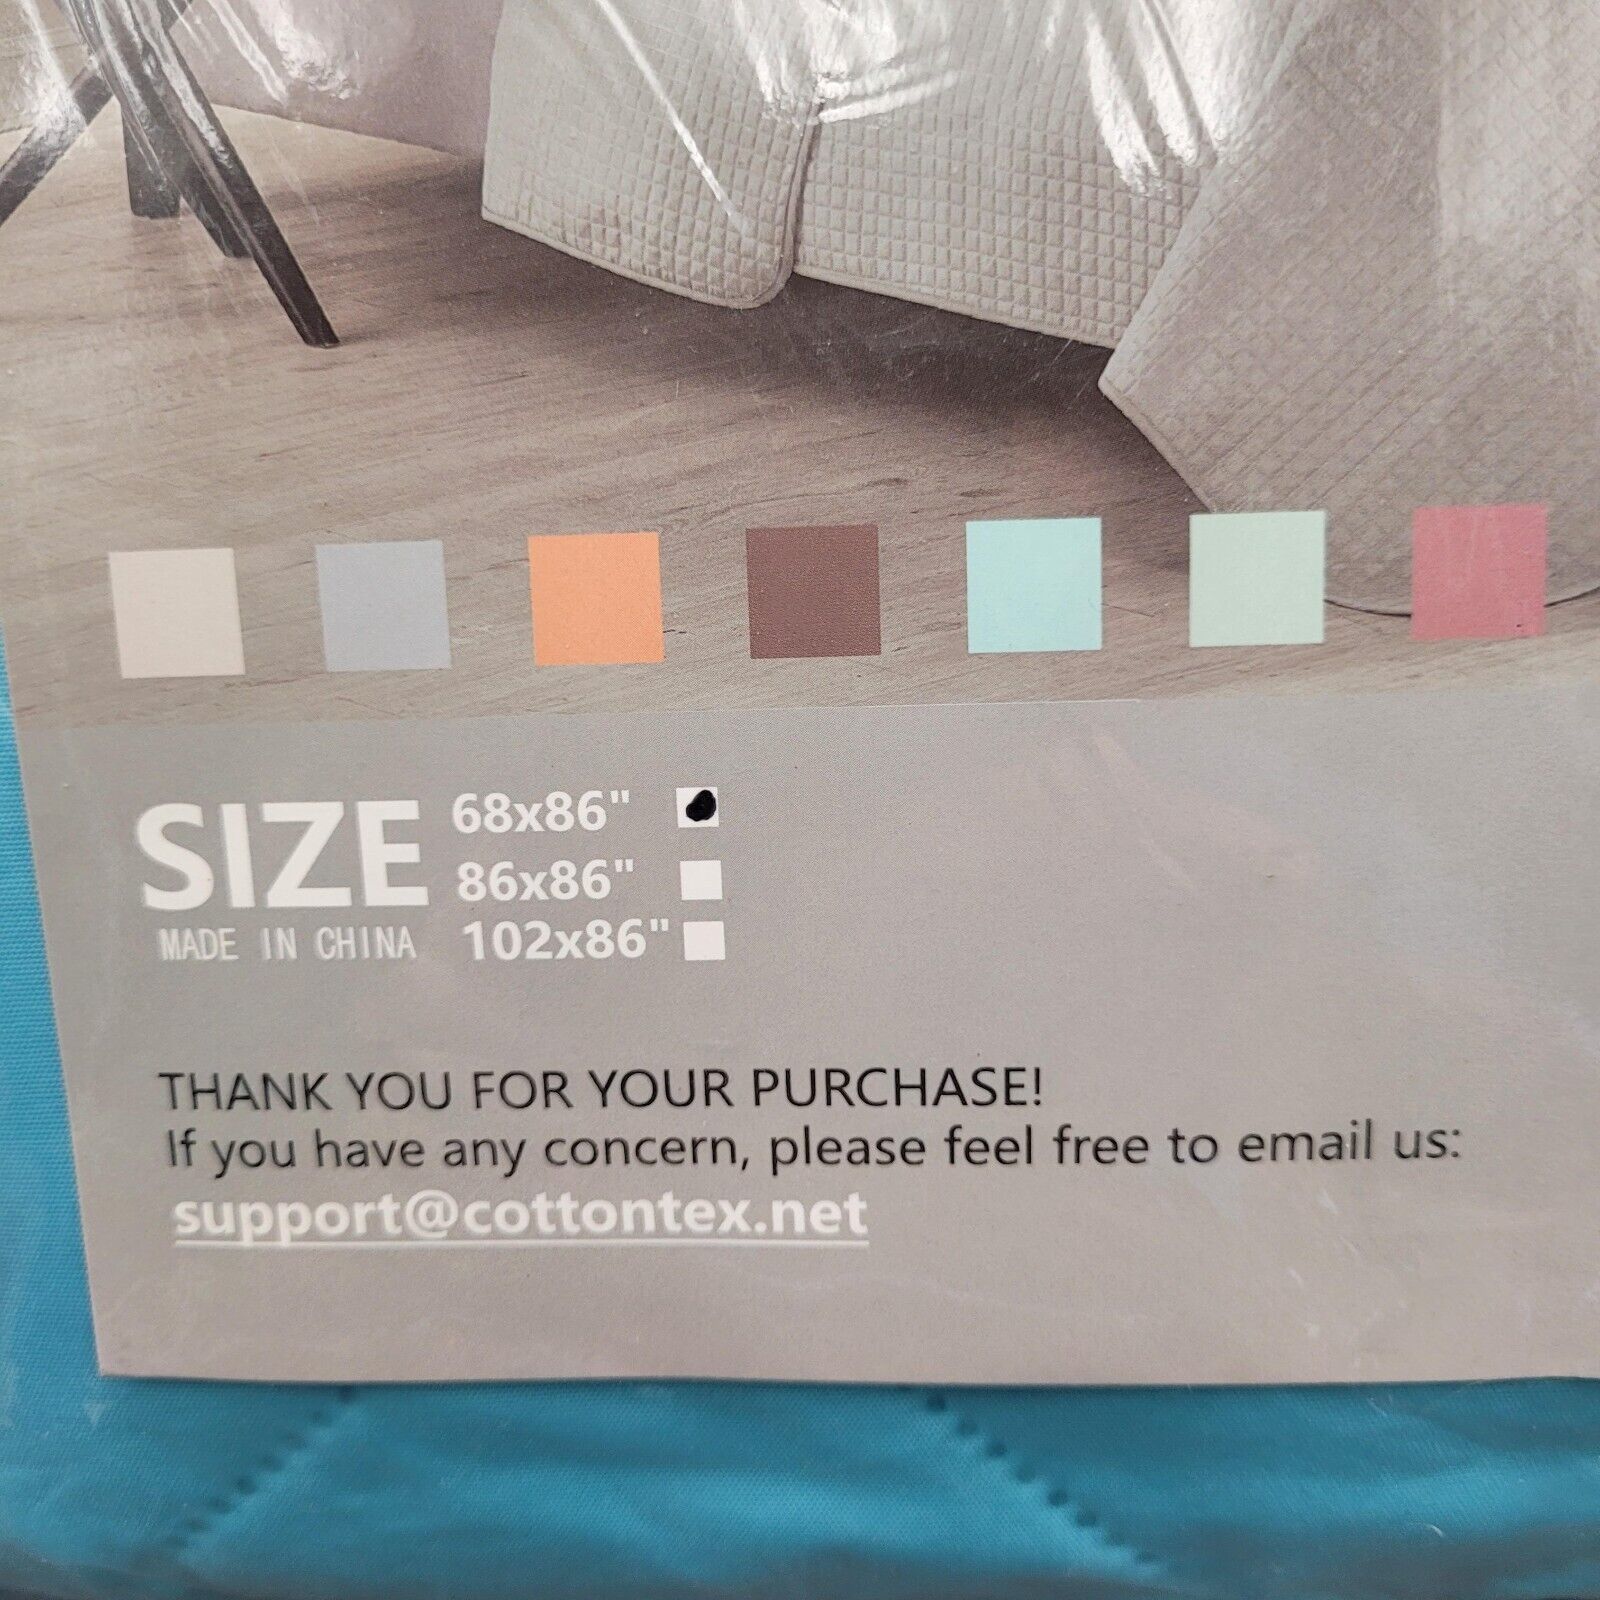 SIZE
68x86"
86x86"
102x86"
MADE IN CHINA
THANK YOU FOR YOUR PURCHASE!
If you have any concern, please feel free to email us:
support@cottontex.net